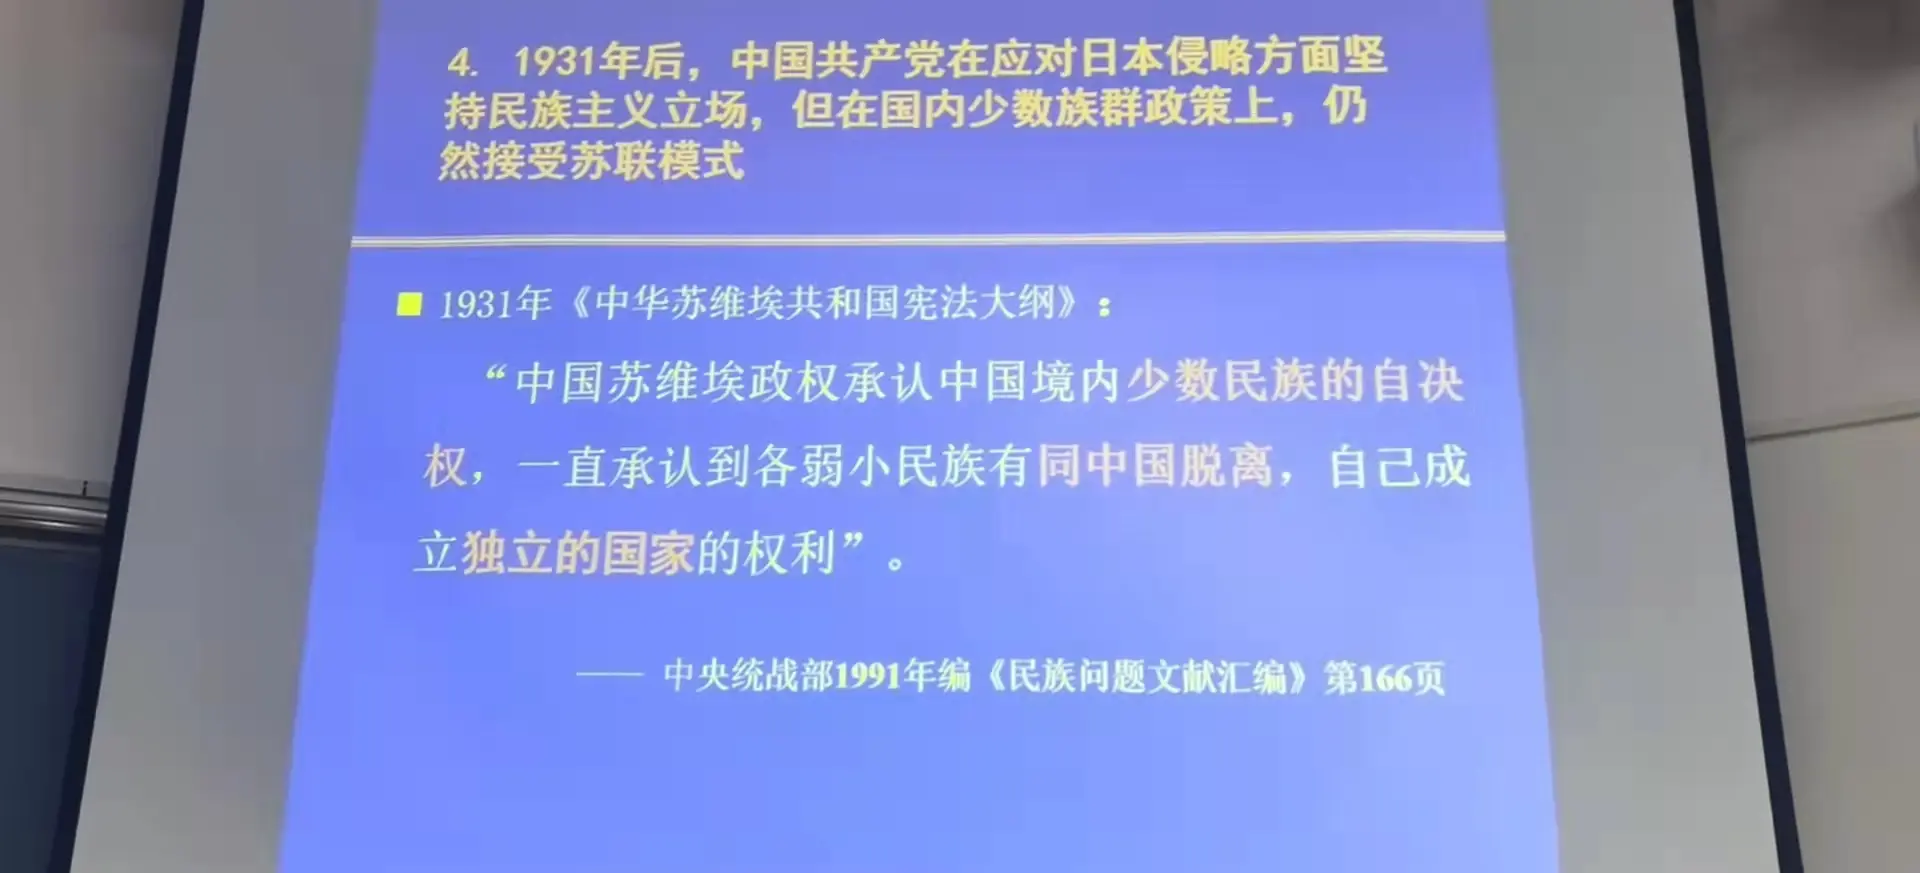 4. 1931年后，中国共产党在应对日本侵略方面坚
持民族主义立场，但在国内少数族群政策上，仍
然接受苏联模式
■ 1931年《中华苏维埃共和国宪法大纲》：
“中国苏维埃政权承认中国境内少数民族的自决
权，一直承认到各弱小民族有同中国脱离，自己成
立独立的国家的权利”。
—— 中央统战部1991年编《民族问题文献汇编》第166页